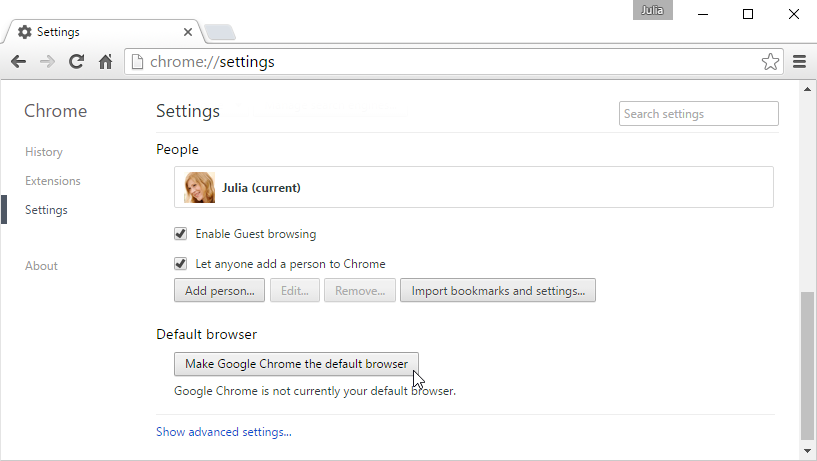 Julia
Settings
chrome://settings
Chrome
Settings
Search settings
History
Extensions
Settings
About
People
Julia (current)
Enable Guest browsing
Let anyone add a person to Chrome
Add person... Edit... Remove... Import bookmarks and settings...
Default browser
Make Google Chrome the default browser
Google Chrome is not currently your default browser.
Show advanced settings...